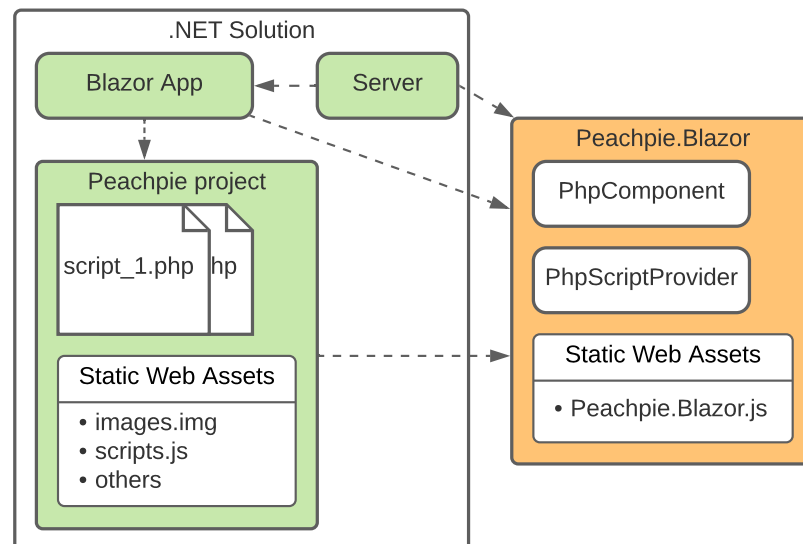 .NET Solution
Blazor App
Server
Peachpie project
script_1.php
hp
Static Web Assets
• images.img
• scripts.js
• others
Peachpie.Blazor
PhpComponent
PhpScriptProvider
Static Web Assets
• Peachpie.Blazor.js